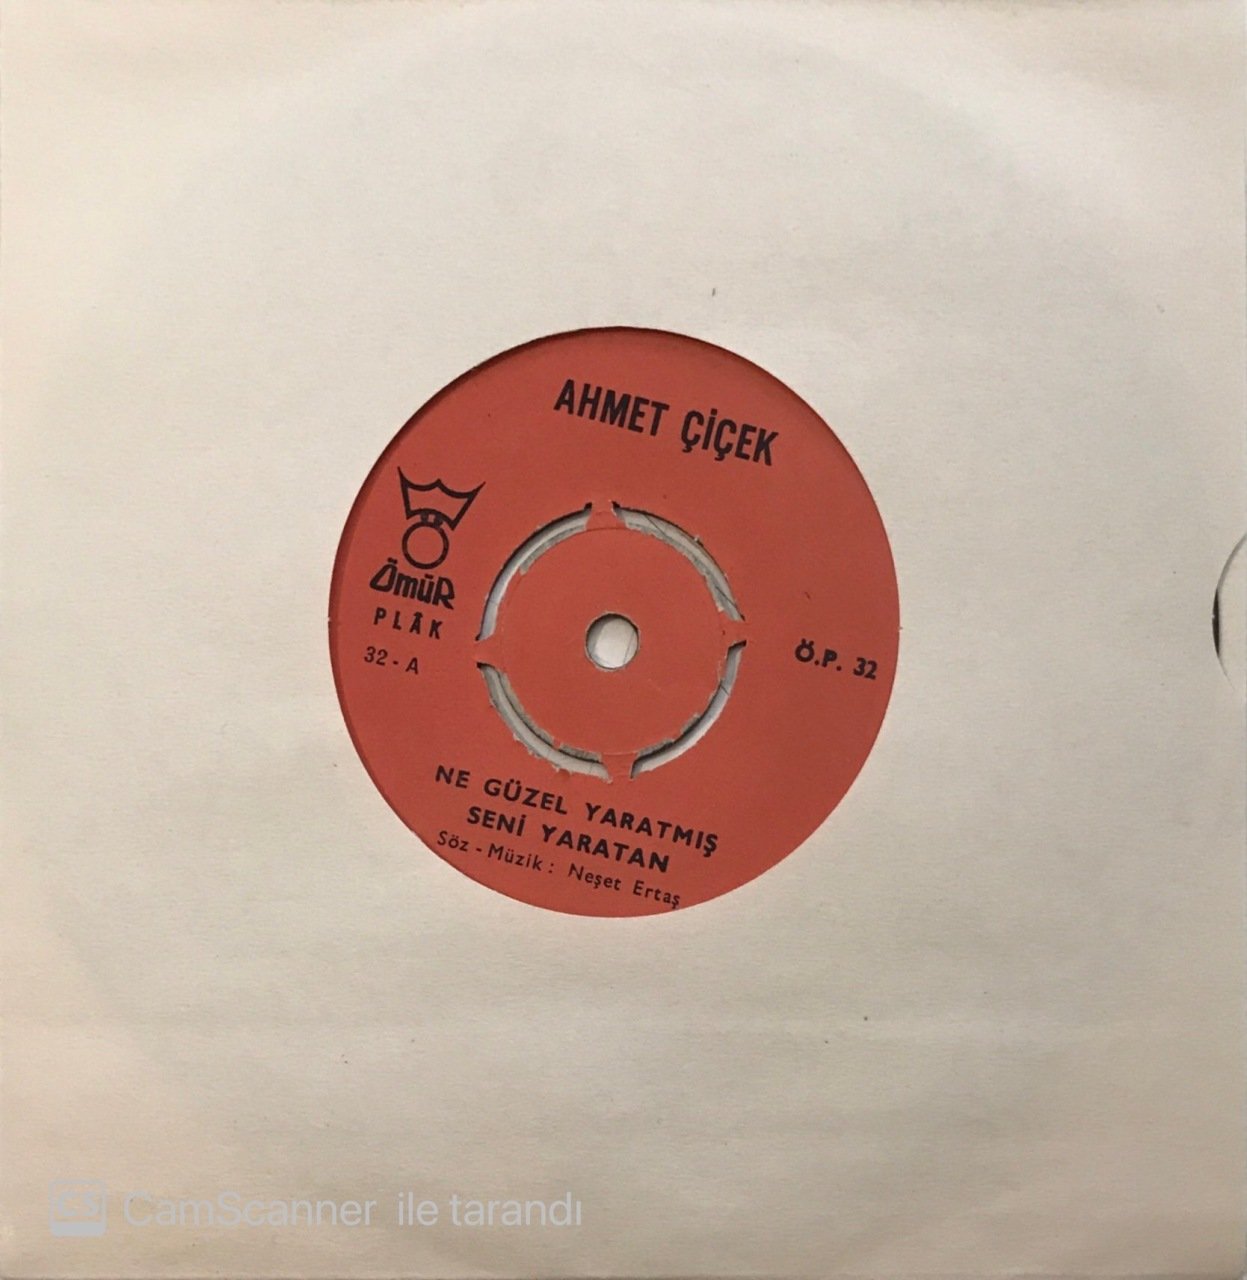 AHMET ÇİÇEK
ÖMÜR
PLÂK
32 - A
Ö.P. 32
NE GÜZEL YARATMIŞ
SENİ YARATAN
Söz - Müzik : Neşet Ertaş
CS CamScanner ile tarandı